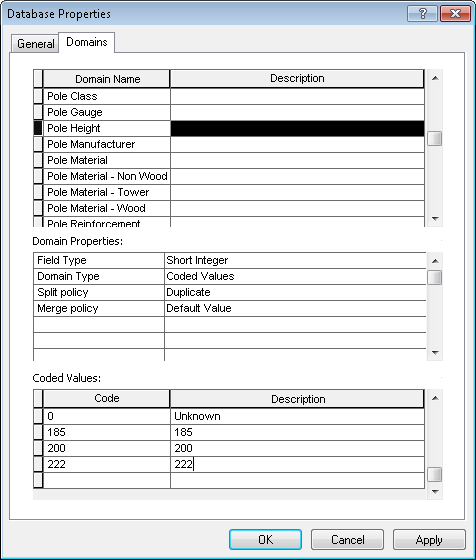 Database Properties
General Domains
Domain Name Description
Pole Class
Pole Gauge
Pole Height
Pole Manufacturer
Pole Material
Pole Material - Non Wood
Pole Material - Tower
Pole Material - Wood
Pole Reinforcement
Domain Properties:
Field Type Short Integer
Domain Type Coded Values
Split policy Duplicate
Merge policy Default Value
Coded Values:
Code Description
0 Unknown
185 185
200 200
222 222
OK Cancel Apply